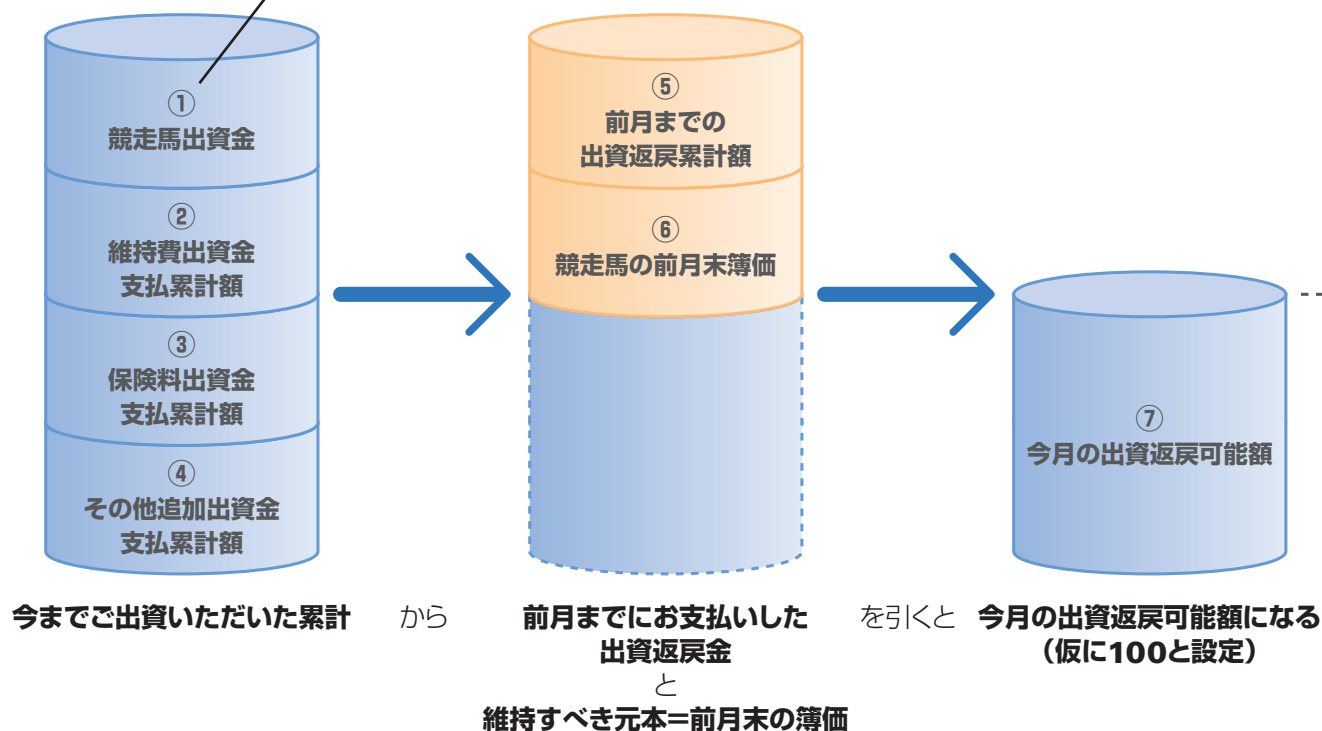 ①
競走馬出資金
②
維持費出資金
支払累計額
③
保険料出資金
支払累計額
④
その他追加出資金
支払累計額
今までご出資いただいた累計
から
⑤
前月までの
出資返戻累計額
⑥
競走馬の前月末簿価
前月までにお支払いした
出資返戻金
と
維持すべき元本＝前月末の簿価
を引くと
⑦
今月の出資返戻可能額
今月の出資返戻可能額になる
（仮に100と設定）